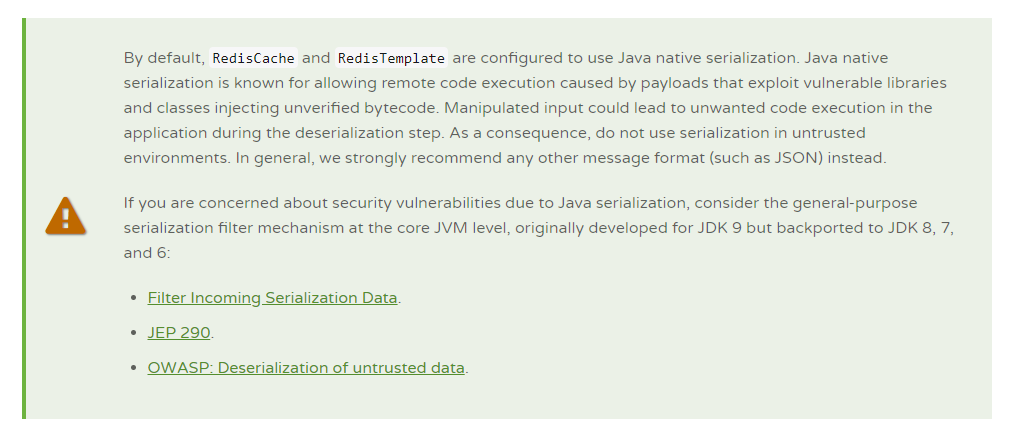 By default, RedisCache and RedisTemplate are configured to use Java native serialization. Java native
serialization is known for allowing remote code execution caused by payloads that exploit vulnerable libraries
and classes injecting unverified bytecode. Manipulated input could lead to unwanted code execution in the
application during the deserialization step. As a consequence, do not use serialization in untrusted
environments. In general, we strongly recommend any other message format (such as JSON) instead.
If you are concerned about security vulnerabilities due to Java serialization, consider the general-purpose
serialization filter mechanism at the core JVM level, originally developed for JDK 9 but backported to JDK 8, 7,
and 6:
• Filter Incoming Serialization Data.
• JEP 290.
• OWASP: Deserialization of untrusted data.